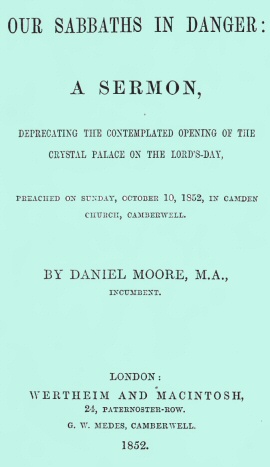 OUR SABBATHS IN DANGER:
A SERMON,
DEPRECATING THE CONTEMPLATED OPENING OF THE
CRYSTAL PALACE ON THE LORD'S-DAY,
PREACHED ON SUNDAY, OCTOBER 10, 1852, IN CAMDEN
CHURCH, CAMBERWELL.
BY DANIEL MOORE, M.A.,
INCUMBENT.
LONDON:
WERTHEIM AND MACINTOSH,
24, PATERNOSTER-ROW.
G. W. MEDES, CAMBERWELL.
1852.